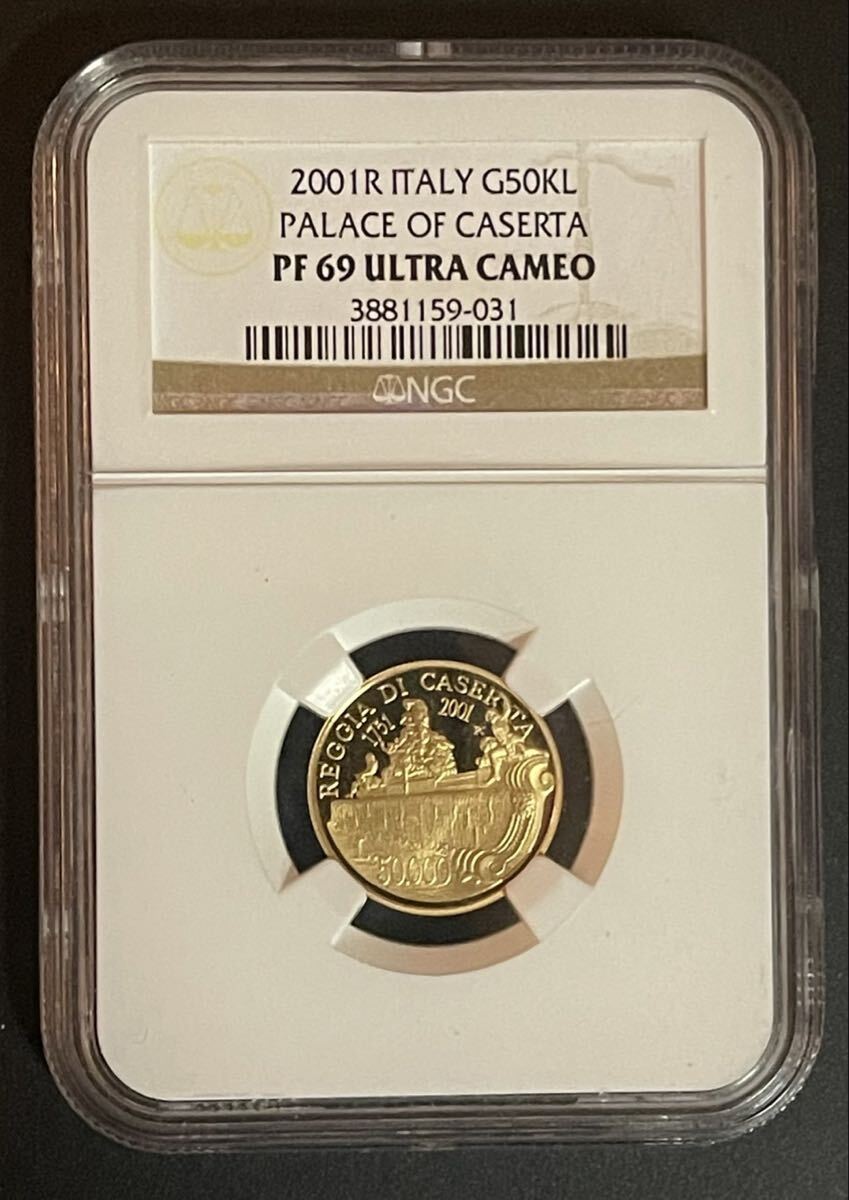 2001R ITALY G50KL
PALACE OF CASERTA
PF 69 ULTRA CAMEO
3881159-031
NGC
REGGIA DI CASERTA
1751 2001
50.000